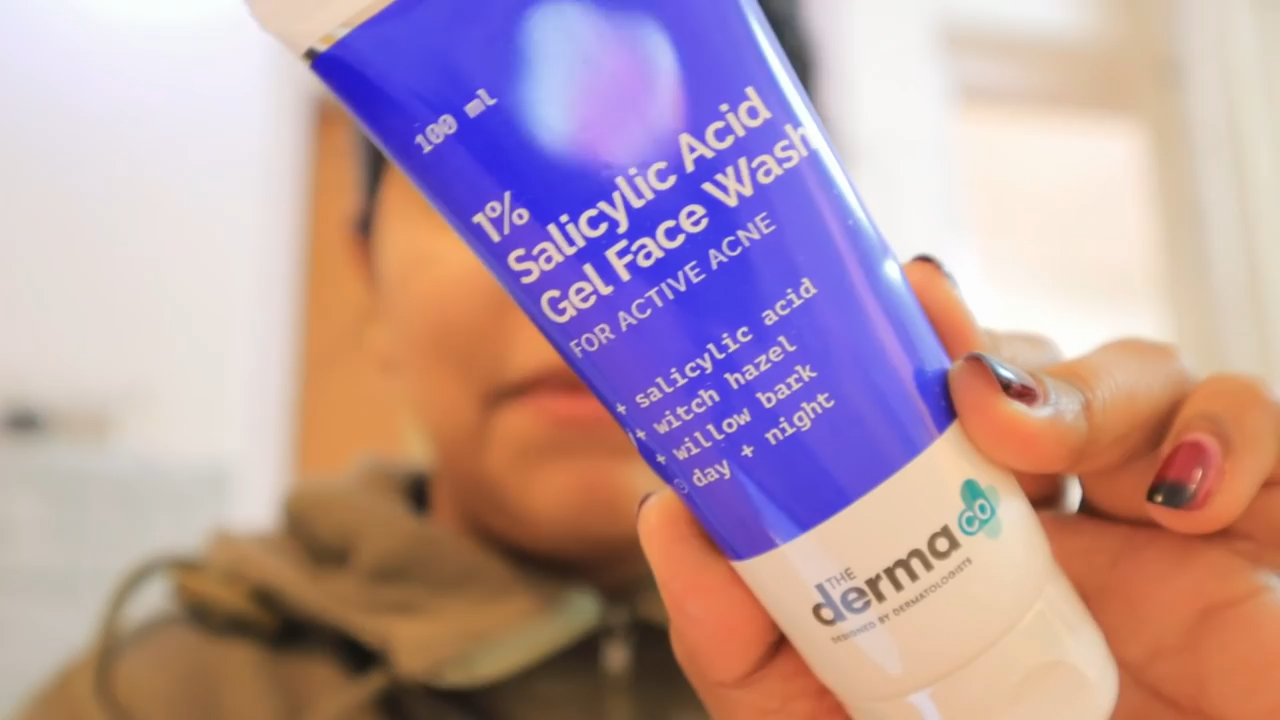 100 ml
1%
Salicylic Acid
Gel Face Wash
FOR ACTIVE ACNE
+ salicylic acid
+ witch hazel
+ willow bark
day + night
THE
derma co
DESIGNED BY DERMATOLOGISTS